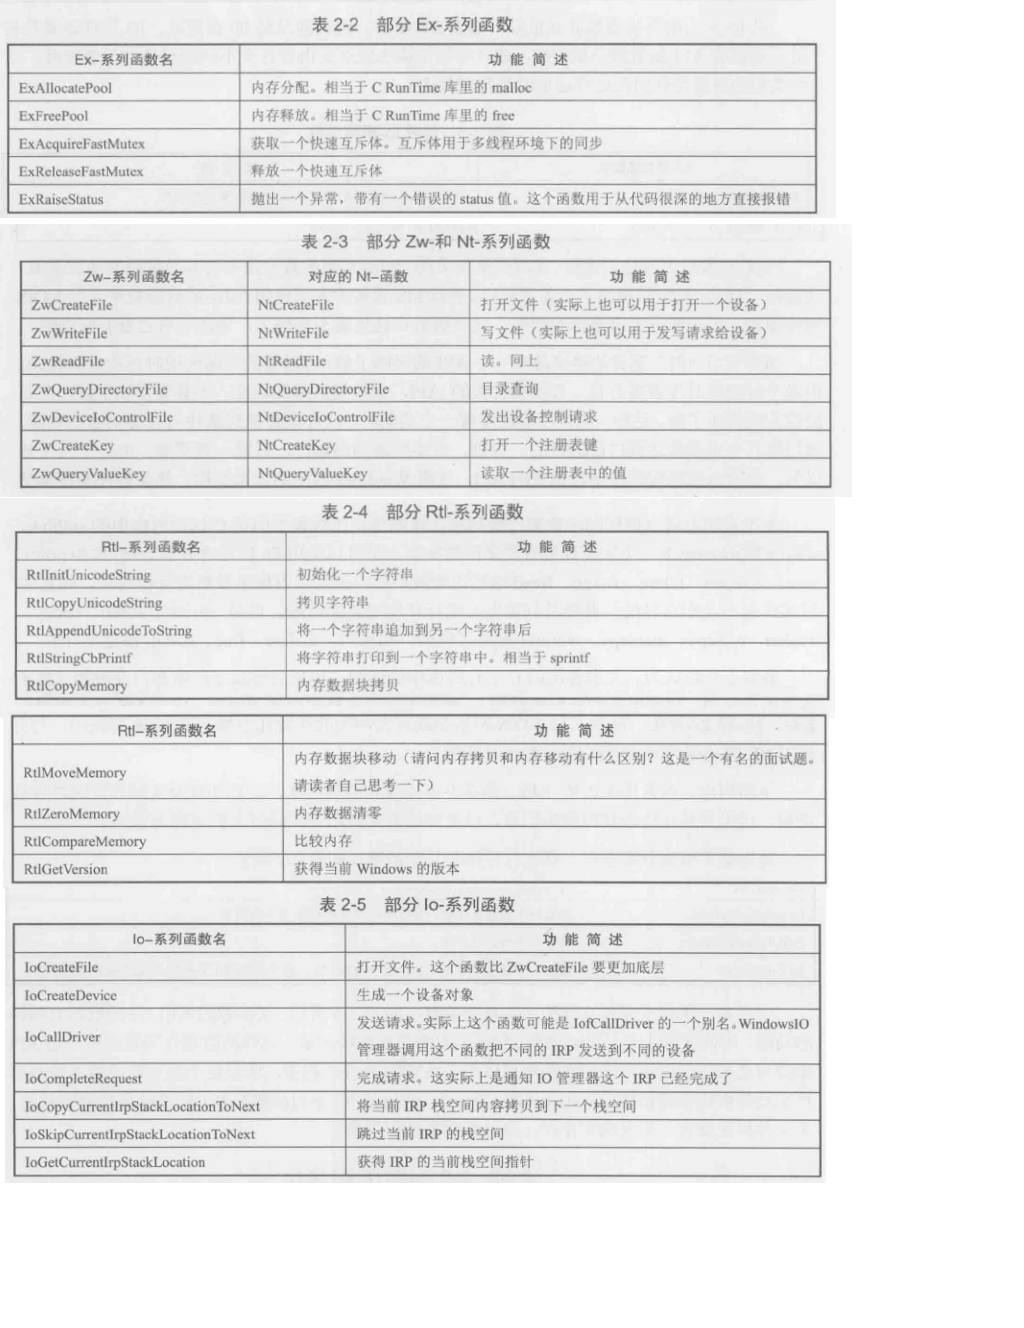 表 2-2 部分 Ex-系列函数
Ex-系列函数名 功 能 简 述
ExAllocatePool 内存分配。相当于 C RunTime 库里的 malloc
ExFreePool 内存释放。相当于 C RunTime 库里的 free
ExAcquireFastMutex 获取一个快速互斥体。互斥体用于多线程环境下的同步
ExReleaseFastMutex 释放一个快速互斥体
ExRaiseStatus 抛出一个异常，带有一个错误的 status 值。这个函数用于从代码很深的地方直接报错
表 2-3 部分 Zw-和 Nt-系列函数
Zw-系列函数名 对应的 Nt-函数 功 能 简 述
ZwCreateFile NtCreateFile 打开文件（实际上也可以用于打开一个设备）
ZwWriteFile NtWriteFile 写文件（实际上也可以用于发写请求给设备）
ZwReadFile NtReadFile 读。同上
ZwQueryDirectoryFile NtQueryDirectoryFile 目录查询
ZwDeviceIoControlFile NtDeviceIoControlFile 发出设备控制请求
ZwCreateKey NtCreateKey 打开一个注册表键
ZwQueryValueKey NtQueryValueKey 读取一个注册表中的值
表 2-4 部分 Rtl-系列函数
Rtl-系列函数名 功 能 简 述
RtlInitUnicodeString 初始化一个字符串
RtlCopyUnicodeString 拷贝字符串
RtlAppendUnicodeToString 将一个字符串追加到另一个字符串后
RtlStringCbPrintf 将字符串打印到一个字符串中。相当于 sprintf
RtlCopyMemory 内存数据块拷贝
Rtl-系列函数名 功 能 简 述
RtlMoveMemory 内存数据块移动（请问内存拷贝和内存移动有什么区别？这是一个有名的面试题。
请读者自己思考一下）
RtlZeroMemory 内存数据清零
RtlCompareMemory 比较内存
RtlGetVersion 获得当前 Windows 的版本
表 2-5 部分 Io-系列函数
Io-系列函数名 功 能 简 述
IoCreateFile 打开文件。这个函数比 ZwCreateFile 要更加底层
IoCreateDevice 生成一个设备对象
IoCallDriver 发送请求。实际上这个函数可能是 IofCallDriver 的一个别名。WindowsIO
管理器调用这个函数把不同的 IRP 发送到不同的设备
IoCompleteRequest 完成请求。这实际上是通知 IO 管理器这个 IRP 已经完成了
IoCopyCurrentIrpStackLocationToNext 将当前 IRP 栈空间内容拷贝到下一个栈空间
IoSkipCurrentIrpStackLocationToNext 跳过当前 IRP 的栈空间
IoGetCurrentIrpStackLocation 获得 IRP 的当前栈空间指针